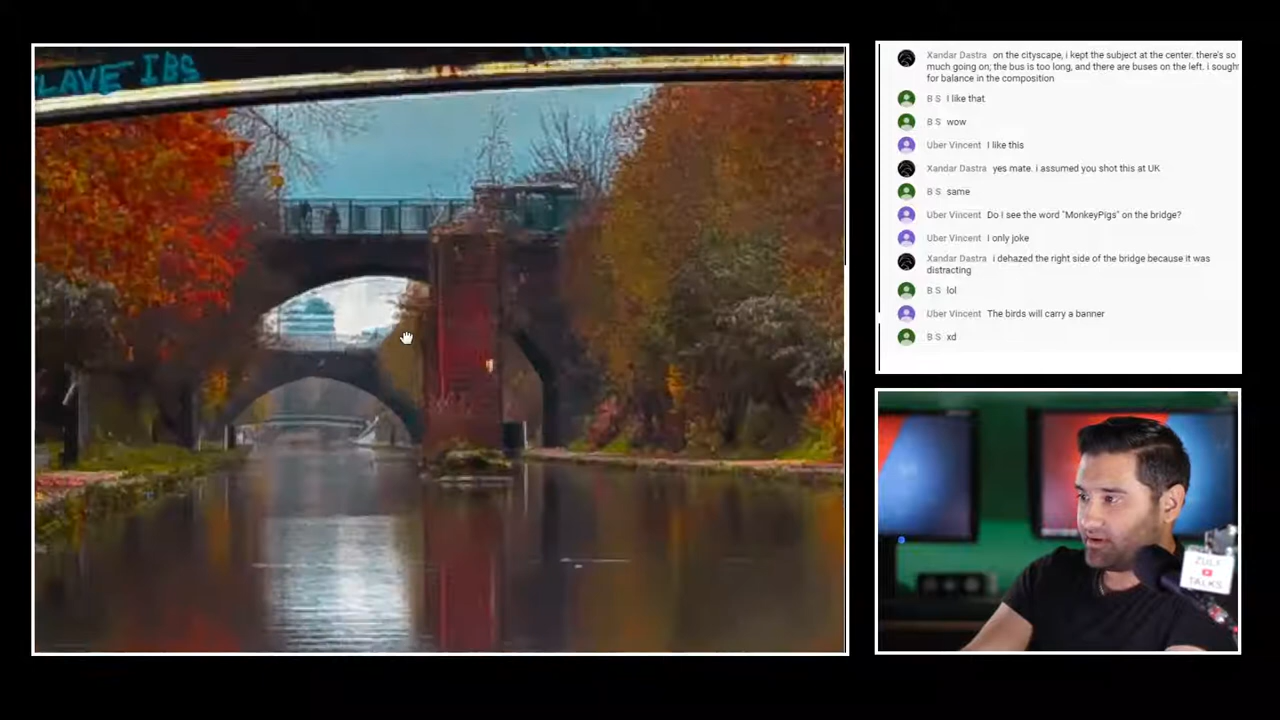 LAVE IBS
Xandar Dastra on the cityscape, i kept the subject at the center. there's so
much going on; the bus is too long, and there are buses on the left. i sought
for balance in the composition
B S I like that
B S wow
Uber Vincent I like this
Xandar Dastra yes mate. i assumed you shot this at UK
B S same
Uber Vincent Do I see the word "MonkeyPigs" on the bridge?
Uber Vincent I only joke
Xandar Dastra i dehazed the right side of the bridge because it was
distracting
B S lol
Uber Vincent The birds will carry a banner
B S xd
ZULY
TALKS